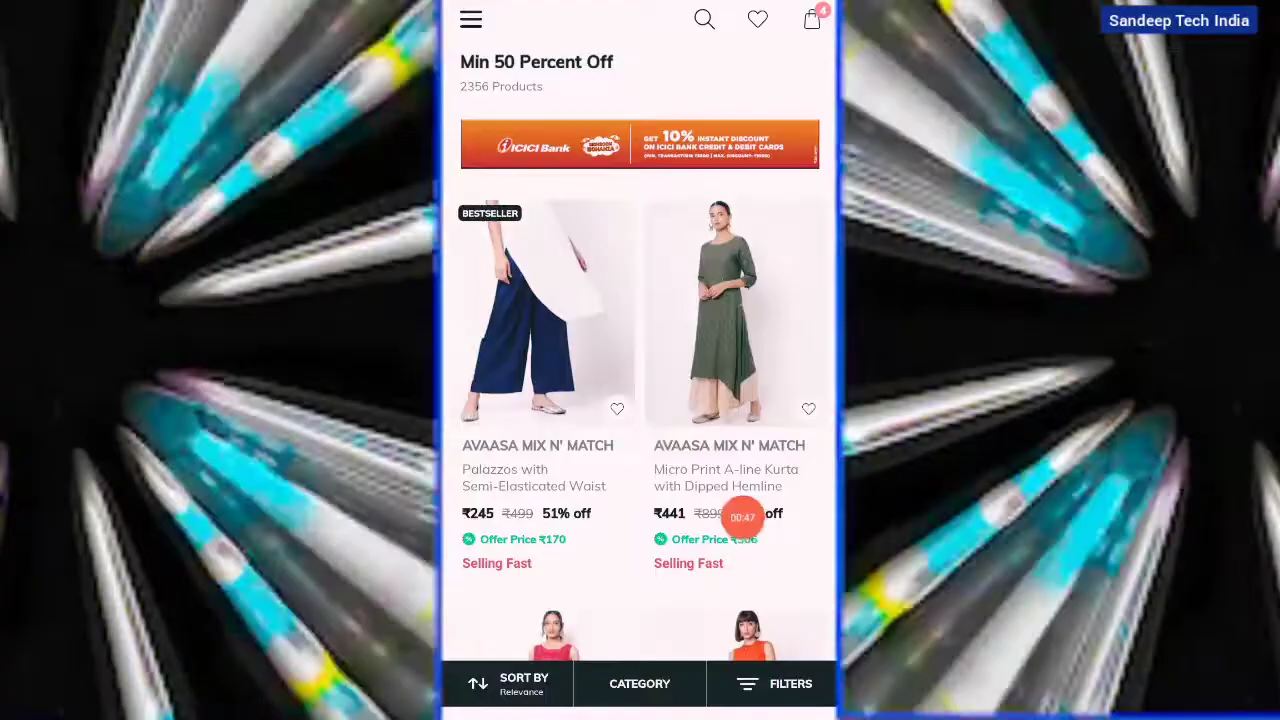 Sandeep Tech India
4
Min 50 Percent Off
2356 Products
ICICI Bank
MONSOON BONANZA
GET 10% INSTANT DISCOUNT
ON ICICI BANK CREDIT & DEBIT CARDS
BESTSELLER
AVAASA MIX N' MATCH
Palazzos with
Semi-Elasticated Waist
₹245 ₹499 51% off
Offer Price ₹170
Selling Fast
AVAASA MIX N' MATCH
Micro Print A-line Kurta
with Dipped Hemline
₹441 off
00:47
Offer Price
Selling Fast
SORT BY
Relevance
CATEGORY
FILTERS